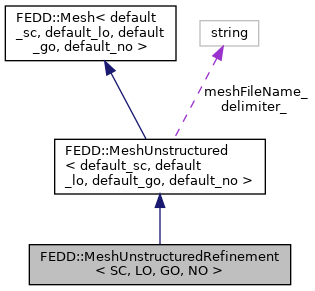 FEDD::Mesh< default
_sc, default_lo, default
_go, default_no >
string
meshFileName_
delimiter_
FEDD::MeshUnstructured
< default_sc, default
_lo, default_go, default_no >
FEDD::MeshUnstructuredRefinement
< SC, LO, GO, NO >